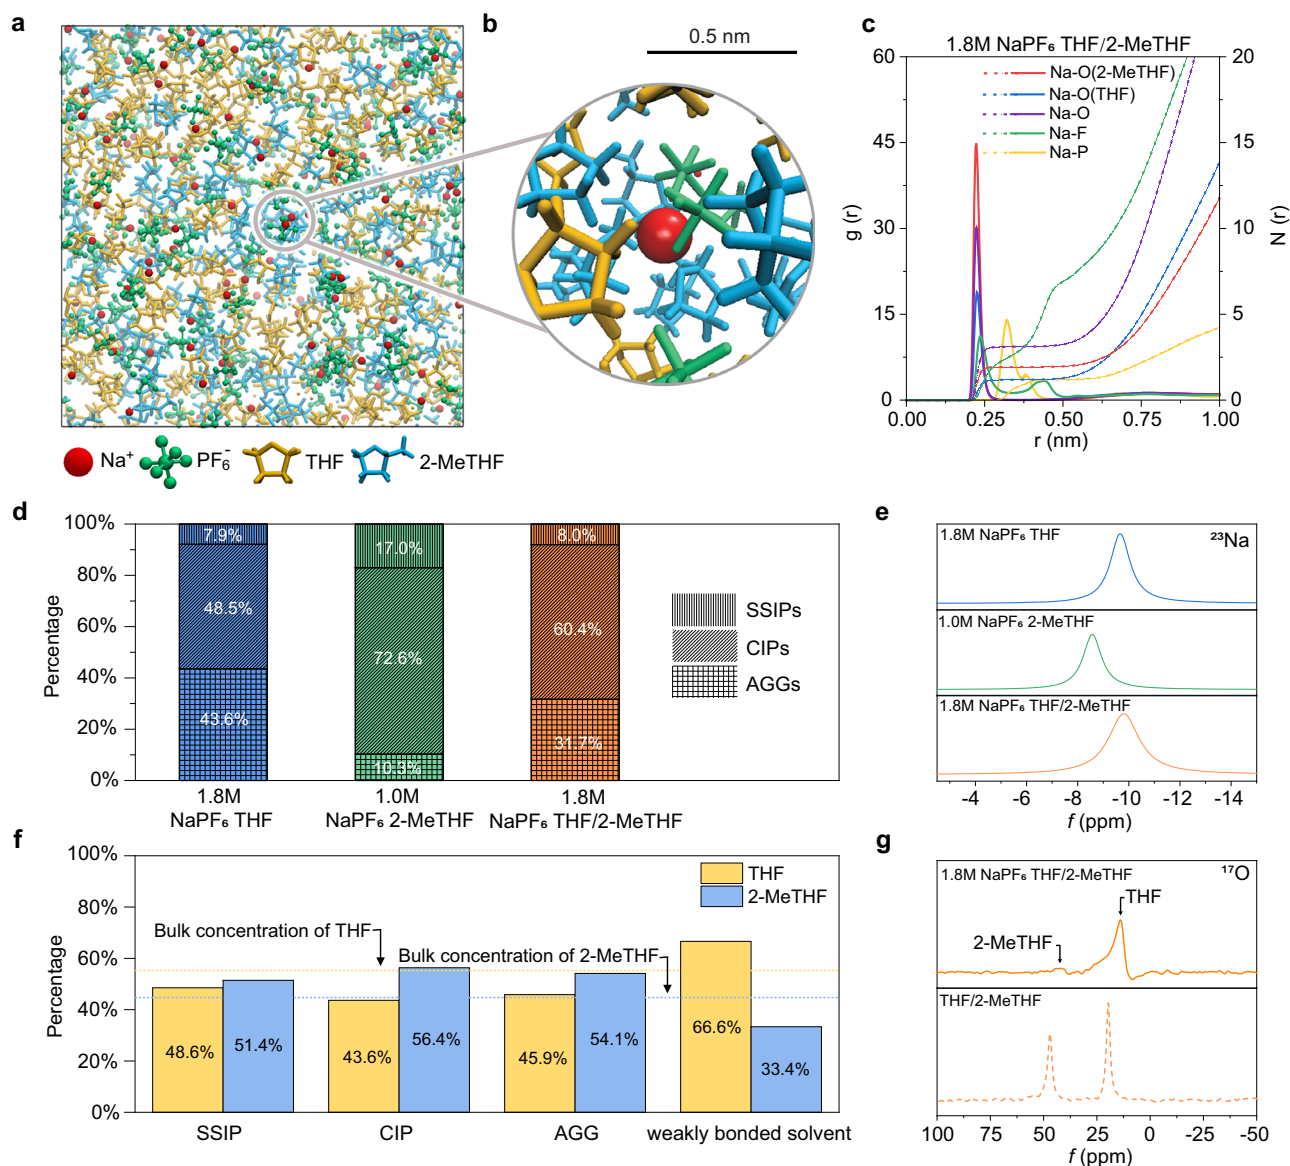 a
b
0.5 nm
c
1.8M NaPF₆ THF/2-MeTHF
60
45
30
15
0
g (r)
Na-O(2-MeTHF)
Na-O(THF)
Na-O
Na-F
Na-P
20
15
10
5
0
N (r)
0.00 0.25 0.50 0.75 1.00
r (nm)
Na⁺ PF₆⁻ THF 2-MeTHF
d
100%
80%
60%
40%
20%
0%
Percentage
7.9%
48.5%
43.6%
17.0%
72.6%
10.3%
8.0%
60.4%
31.7%
SSIPs
CIPs
AGGs
1.8M
NaPF₆ THF
1.0M
NaPF₆ 2-MeTHF
1.8M
NaPF₆ THF/2-MeTHF
e
1.8M NaPF₆ THF
²³Na
1.0M NaPF₆ 2-MeTHF
1.8M NaPF₆ THF/2-MeTHF
-4 -6 -8 -10 -12 -14
f (ppm)
f
100%
80%
60%
40%
20%
0%
Percentage
THF
2-MeTHF
Bulk concentration of THF
Bulk concentration of 2-MeTHF
48.6%
51.4%
43.6%
56.4%
45.9%
54.1%
66.6%
33.4%
SSIP CIP AGG weakly bonded solvent
g
1.8M NaPF₆ THF/2-MeTHF
¹⁷O
THF
2-MeTHF
THF/2-MeTHF
100 75 50 25 0 -25 -50
f (ppm)